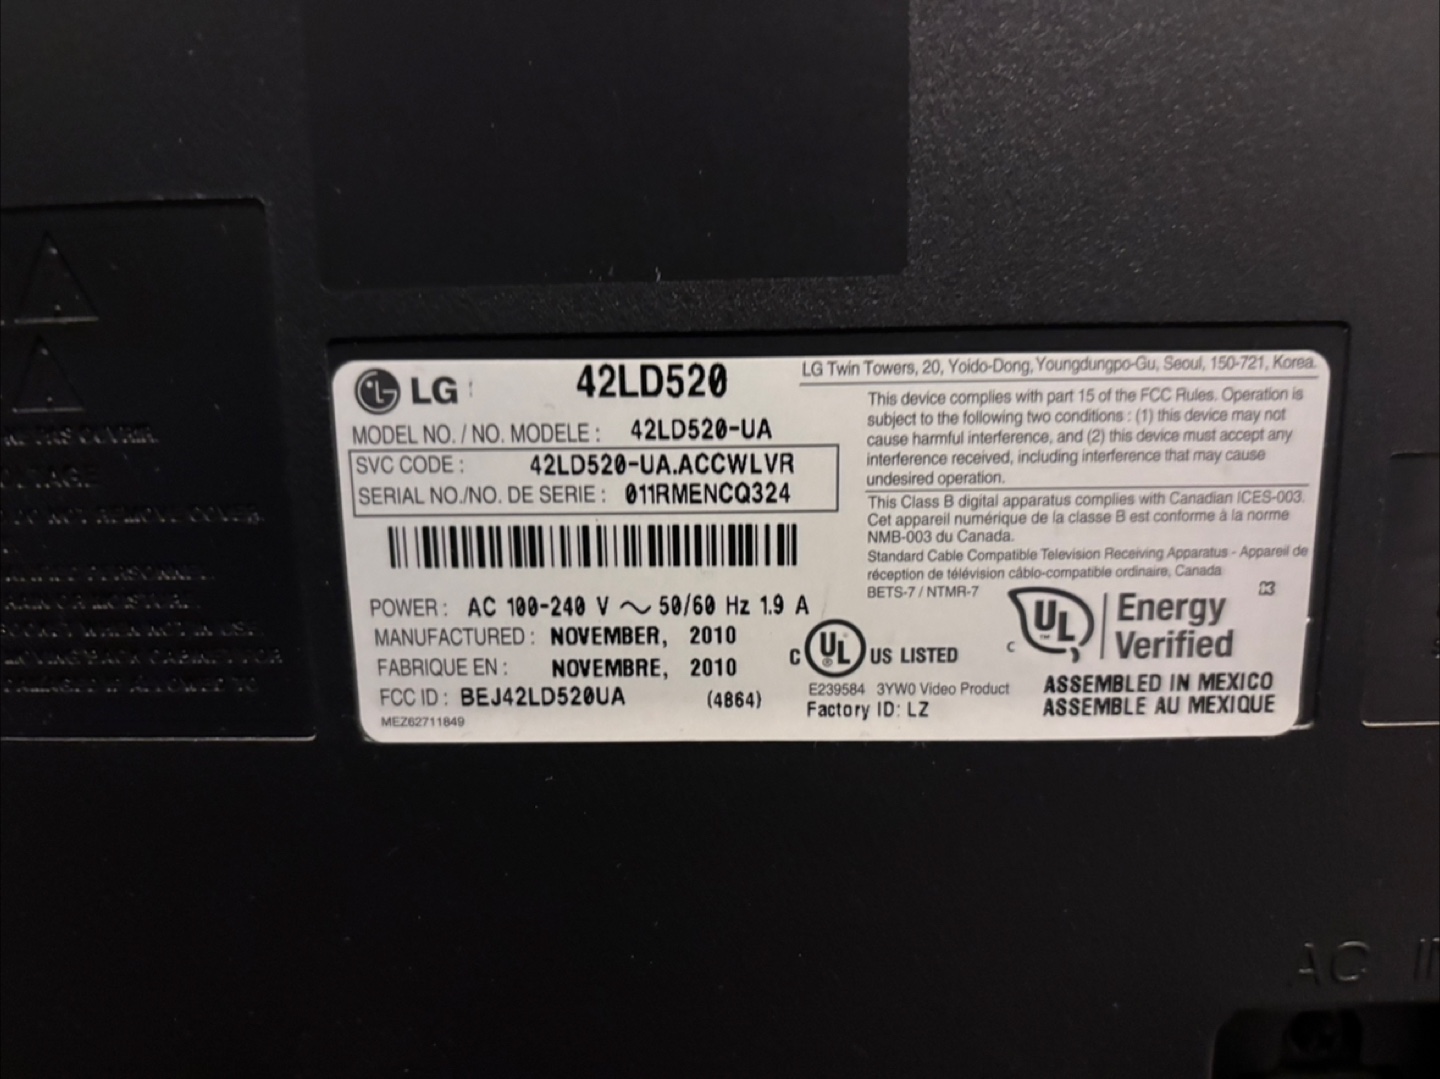 LG
42LD520
MODEL NO. / NO. MODELE : 42LD520-UA
SVC CODE : 42LD520-UA.ACCWLVR
SERIAL NO./NO. DE SERIE : 011RMENCQ324
POWER : AC 100-240 V ~ 50/60 Hz 1.9 A
MANUFACTURED : NOVEMBER, 2010
FABRIQUE EN : NOVEMBRE, 2010
FCC ID : BEJ42LD520UA (4864)
MEZ62711849
LG Twin Towers, 20, Yoido-Dong, Youngdungpo-Gu, Seoul, 150-721, Korea.
This device complies with part 15 of the FCC Rules. Operation is
subject to the following two conditions : (1) this device may not
cause harmful interference, and (2) this device must accept any
interference received, including interference that may cause
undesired operation.
This Class B digital apparatus complies with Canadian ICES-003.
Cet appareil numérique de la classe B est conforme à la norme
NMB-003 du Canada.
Standard Cable Compatible Television Receiving Apparatus - Appareil de
réception de télévision câblo-compatible ordinaire, Canada
BETS-7 / NTMR-7
C UL US LISTED
E239584 3YW0 Video Product
Factory ID: LZ
C UL Energy
Verified
ASSEMBLED IN MEXICO
ASSEMBLE AU MEXIQUE
AC